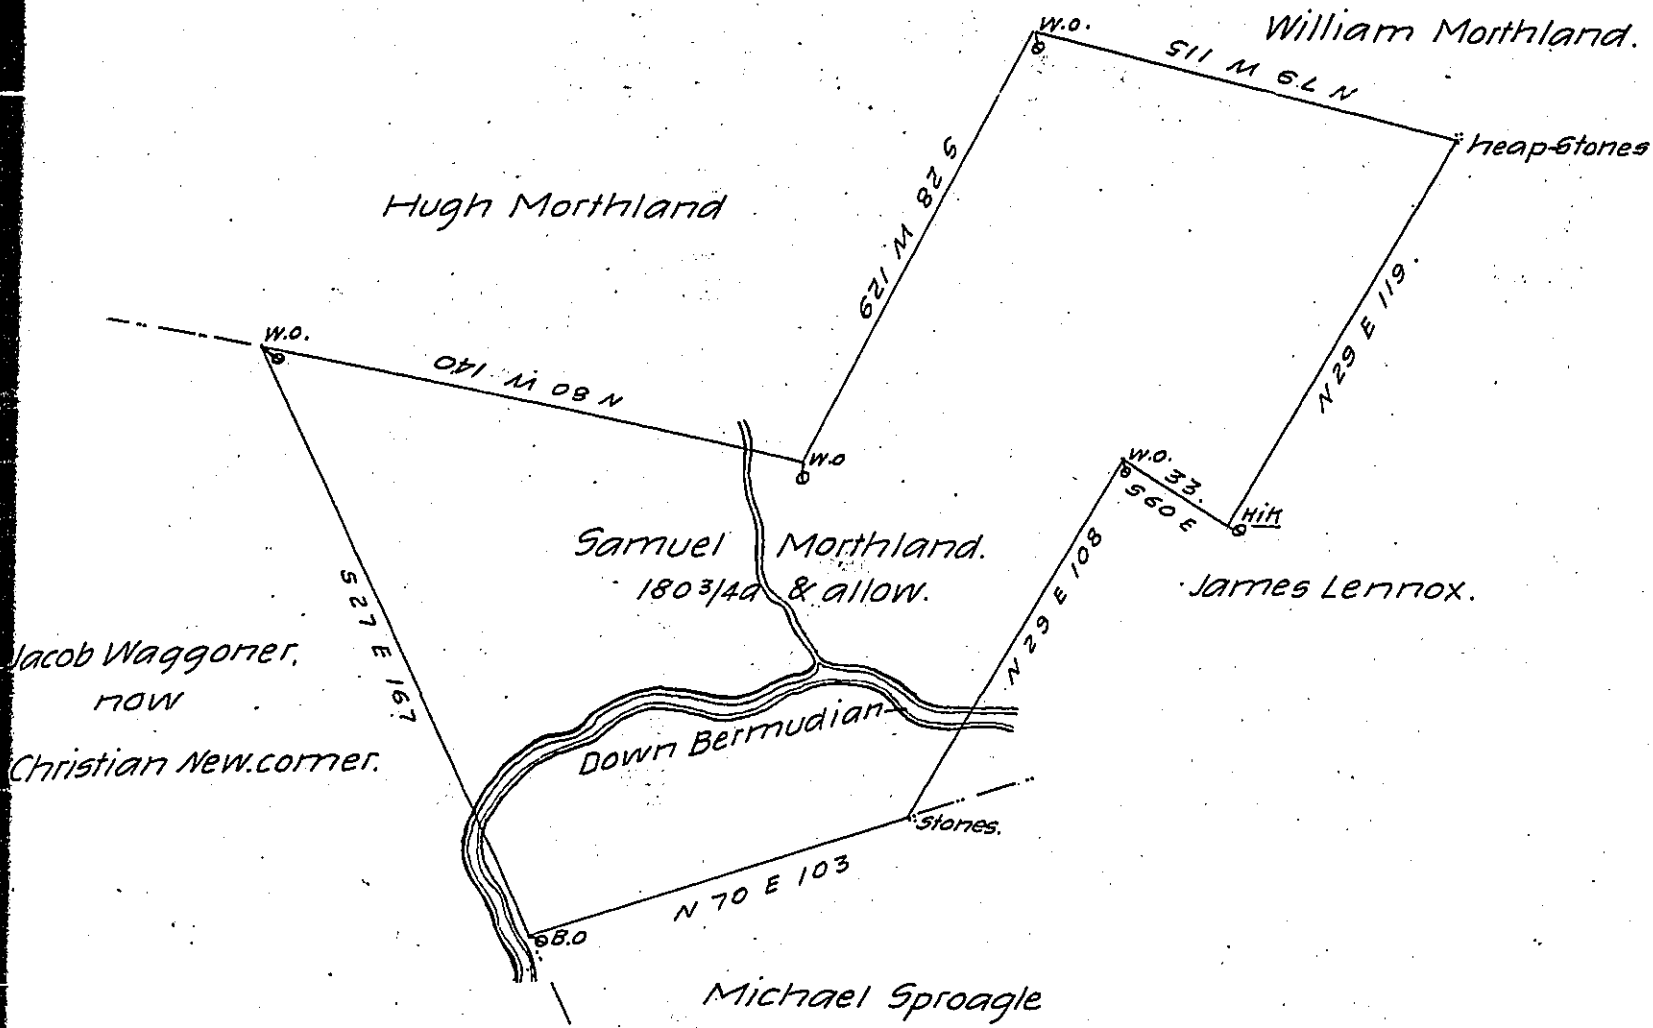 W.O.
William Morthland.
N 79 W 115
heap-Stones
Hugh Morthland
S 28 W 129
N 29 E 119.
W.O.
N 80 W 140
W.O
W.O.
33.
S60 E
Hik
Samuel Morthland.
180 3/4a & allow.
N 29 E 108
James Lennox.
S 27 E 167
Jacob Waggoner,
now
Christian New.comer.
Down Bermudian
stones.
N 70 E 103
B.O
Michael Sproagle